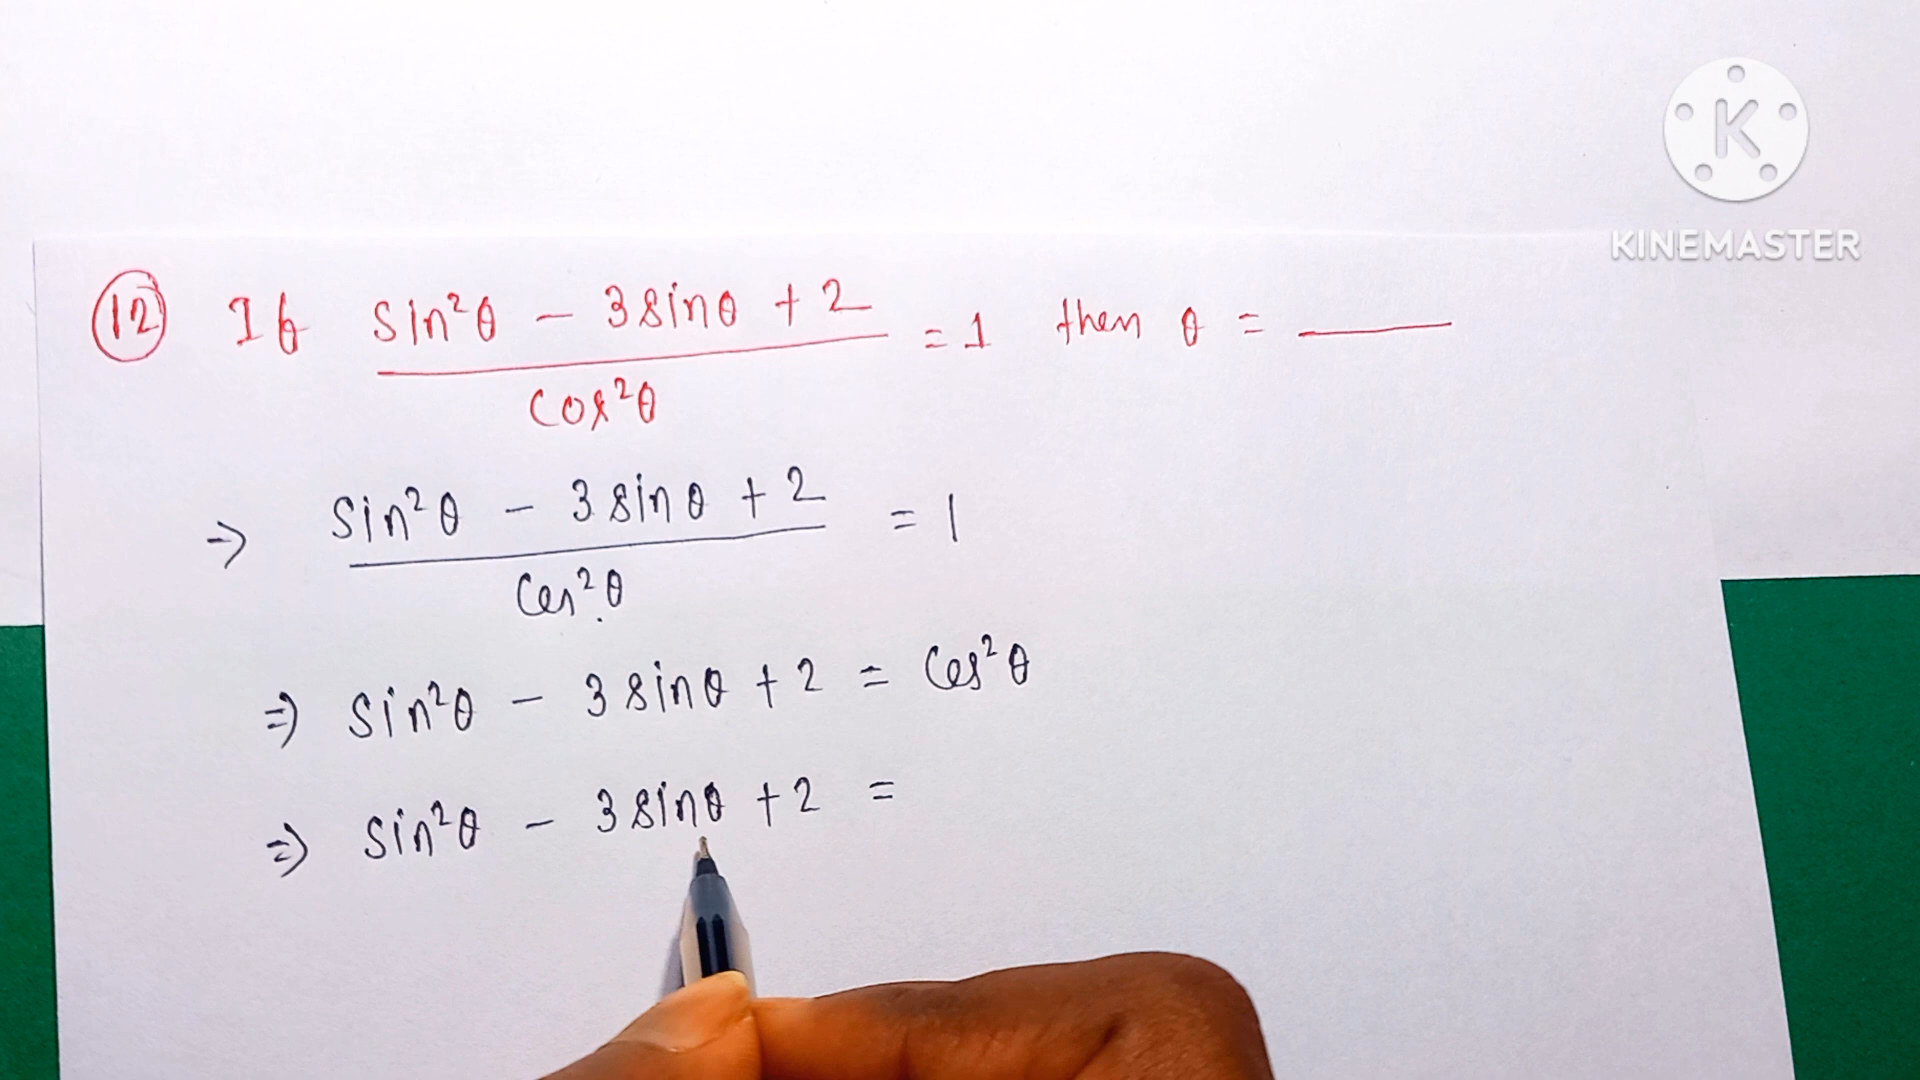 K
KINEMASTER
(12) If (sin²θ - 3sinθ + 2)/cos²θ = 1 then θ = ____
→ (sin²θ - 3sinθ + 2)/Cos²θ = 1
⇒ sin²θ - 3sinθ + 2 = Cos²θ
⇒ sin²θ - 3sinθ + 2 =